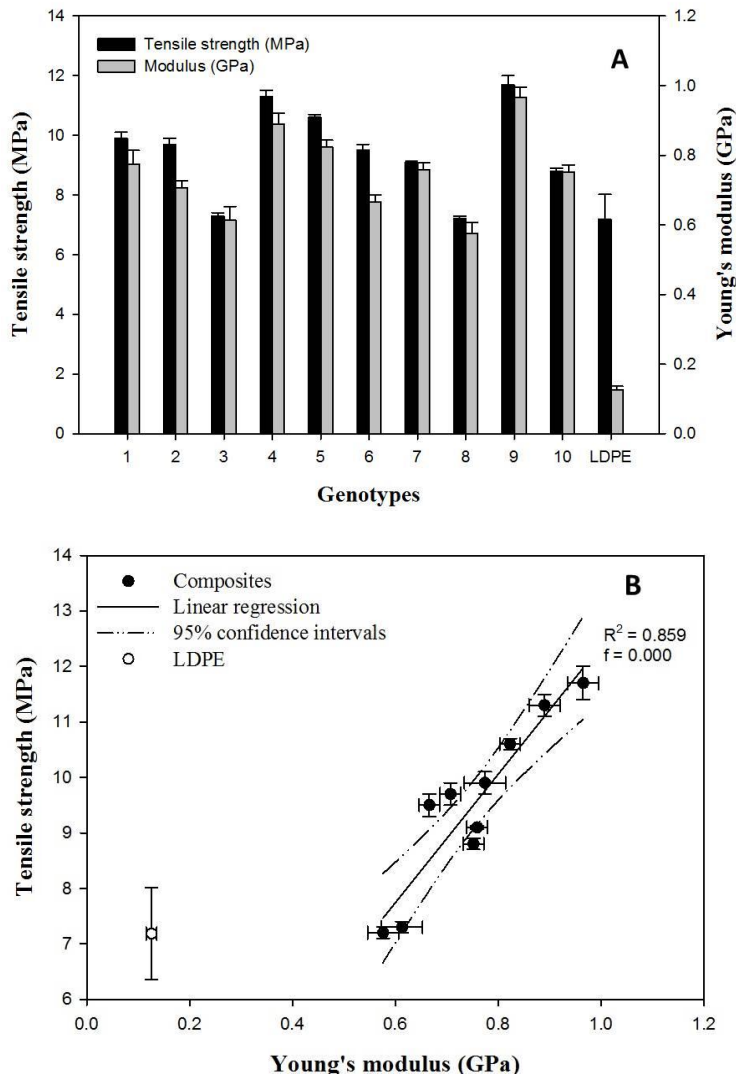 Tensile strength (MPa)
Modulus (GPa)
A
14
12
10
8
6
4
2
0
Tensile strength (MPa)
1.2
1.0
0.8
0.6
0.4
0.2
0.0
Young's modulus (GPa)
1 2 3 4 5 6 7 8 9 10 LDPE
Genotypes
Composites
Linear regression
95% confidence intervals
LDPE
B
R² = 0.859
f = 0.000
14
13
12
11
10
9
8
7
6
Tensile strength (MPa)
0.0 0.2 0.4 0.6 0.8 1.0 1.2
Young's modulus (GPa)